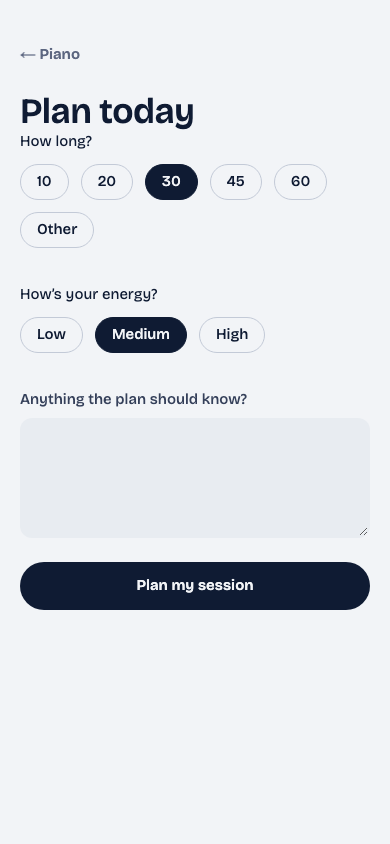 ← Piano
Plan today
How long?
10 20 30 45 60
Other
How's your energy?
Low Medium High
Anything the plan should know?
Plan my session